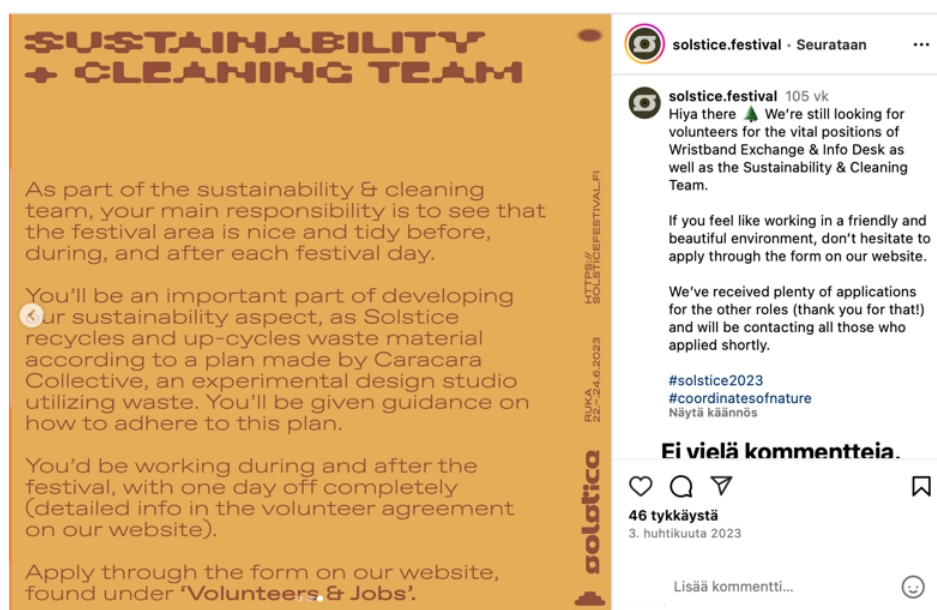 SUSTAINABILITY
+ CLEANING TEAM
As part of the sustainability & cleaning
team, your main responsibility is to see that
the festival area is nice and tidy before,
during, and after each festival day.
You'll be an important part of developing
our sustainability aspect, as Solstice
recycles and up-cycles waste material
according to a plan made by Caracara
Collective, an experimental design studio
utilizing waste. You'll be given guidance on
how to adhere to this plan.
You'd be working during and after the
festival, with one day off completely
(detailed info in the volunteer agreement
on our website).
Apply through the form on our website,
found under 'Volunteers & Jobs'.
HTTPS://
SOLSTICEFESTIVAL.FI
RUKA
22.–24.6.2023
solstice
solstice.festival · Seurataan
solstice.festival 105 vk
Hiya there 🌲 We're still looking for
volunteers for the vital positions of
Wristband Exchange & Info Desk as
well as the Sustainability & Cleaning
Team.
If you feel like working in a friendly and
beautiful environment, don't hesitate to
apply through the form on our website.
We've received plenty of applications
for the other roles (thank you for that!)
and will be contacting all those who
applied shortly.
#solstice2023
#coordinatesofnature
Näytä käännös
Ei vielä kommentteja.
46 tykkäystä
3. huhtikuuta 2023
Lisää kommentti...